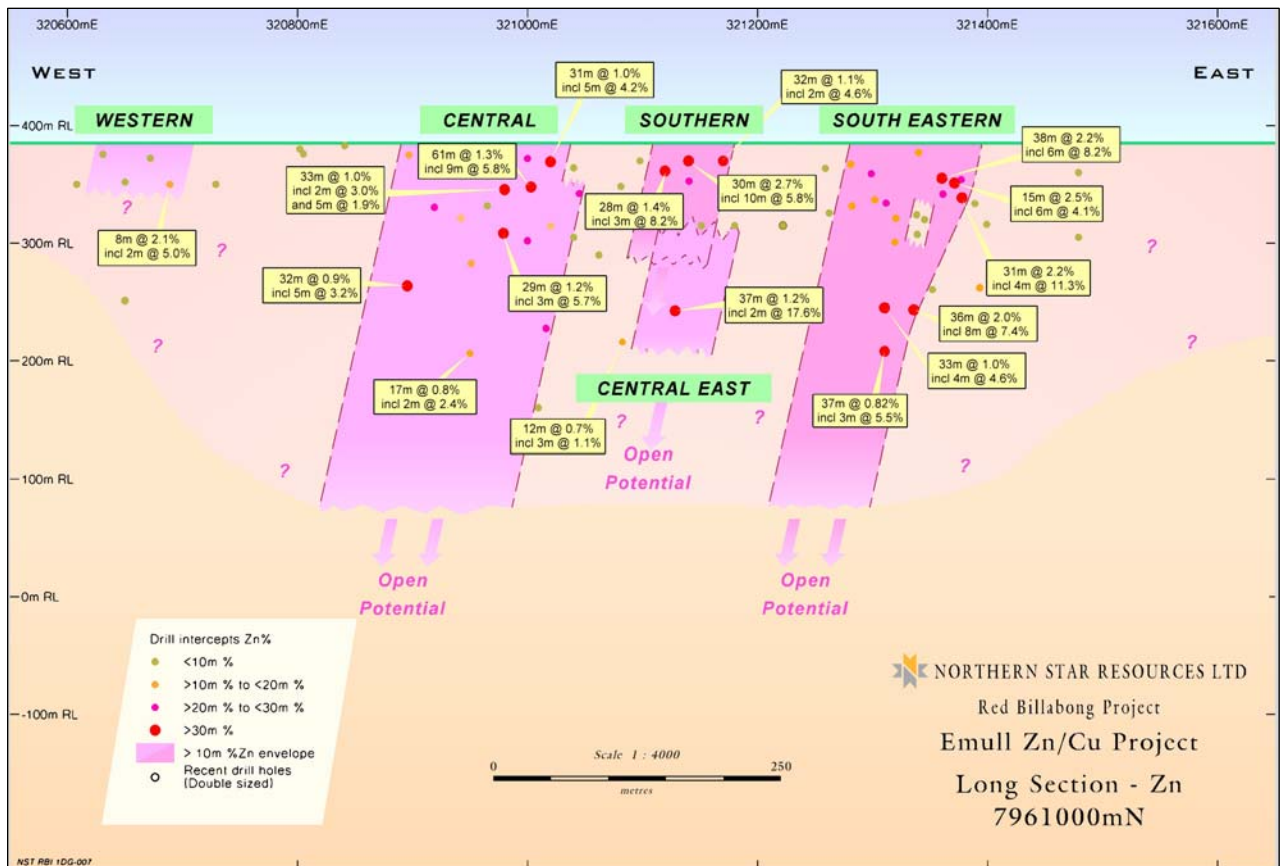 320600mE
320800mE
321000mE
321200mE
321400mE
321600mE
WEST
EAST
31m @ 1.0%
incl 5m @ 4.2%
32m @ 1.1%
incl 2m @ 4.6%
400m RL
WESTERN
CENTRAL
SOUTHERN
SOUTH EASTERN
38m @ 2.2%
incl 6m @ 8.2%
61m @ 1.3%
incl 9m @ 5.8%
33m @ 1.0%
incl 2m @ 3.0%
and 5m @ 1.9%
30m @ 2.7%
incl 10m @ 5.8%
15m @ 2.5%
incl 6m @ 4.1%
28m @ 1.4%
incl 3m @ 8.2%
?
8m @ 2.1%
incl 2m @ 5.0%
300m RL
?
?
31m @ 2.2%
incl 4m @ 11.3%
32m @ 0.9%
incl 5m @ 3.2%
29m @ 1.2%
incl 3m @ 5.7%
37m @ 1.2%
incl 2m @ 17.6%
36m @ 2.0%
incl 8m @ 7.4%
?
?
200m RL
33m @ 1.0%
incl 4m @ 4.6%
17m @ 0.8%
incl 2m @ 2.4%
CENTRAL EAST
37m @ 0.82%
incl 3m @ 5.5%
12m @ 0.7%
incl 3m @ 1.1%
?
?
Open
Potential
?
?
100m RL
Open
Potential
Open
Potential
0m RL
-100m RL
Drill intercepts Zn%
<10m %
>10m % to <20m %
>20m % to <30m %
>30m %
> 10m %Zn envelope
Recent drill holes
(Double sized)
Scale 1 : 4000
0
250
metres
NORTHERN STAR RESOURCES LTD
Red Billabong Project
Emull Zn/Cu Project
Long Section - Zn
7961000mN
NST RBI 1DG-007